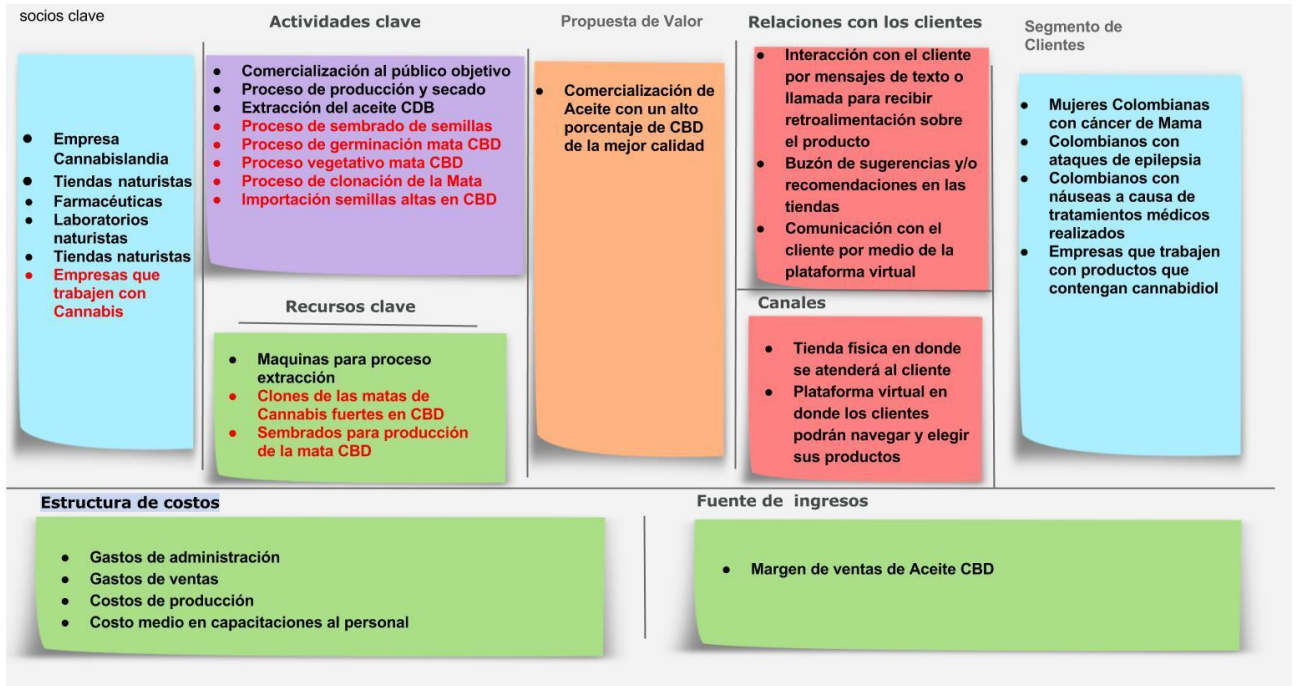 socios clave
● Empresa
Cannabislandia
● Tiendas naturistas
● Farmacéuticas
● Laboratorios
naturistas
● Tiendas naturistas
● Empresas que
trabajen con
Cannabis
Actividades clave
● Comercialización al público objetivo
● Proceso de producción y secado
● Extracción del aceite CDB
● Proceso de sembrado de semillas
● Proceso de germinación mata CBD
● Proceso vegetativo mata CBD
● Proceso de clonación de la Mata
● Importación semillas altas en CBD
Recursos clave
● Maquinas para proceso
extracción
● Clones de las matas de
Cannabis fuertes en CBD
● Sembrados para producción
de la mata CBD
Propuesta de Valor
● Comercialización de
Aceite con un alto
porcentaje de CBD
de la mejor calidad
Relaciones con los clientes
● Interacción con el cliente
por mensajes de texto o
llamada para recibir
retroalimentación sobre
el producto
● Buzón de sugerencias y/o
recomendaciones en las
tiendas
● Comunicación con el
cliente por medio de la
plataforma virtual
Canales
● Tienda física en donde
se atenderá al cliente
● Plataforma virtual en
donde los clientes
podrán navegar y elegir
sus productos
Segmento de
Clientes
● Mujeres Colombianas
con cáncer de Mama
● Colombianos con
ataques de epilepsia
● Colombianos con
náuseas a causa de
tratamientos médicos
realizados
● Empresas que trabajen
con productos que
contengan cannabidiol
Estructura de costos
● Gastos de administración
● Gastos de ventas
● Costos de producción
● Costo medio en capacitaciones al personal
Fuente de ingresos
● Margen de ventas de Aceite CBD